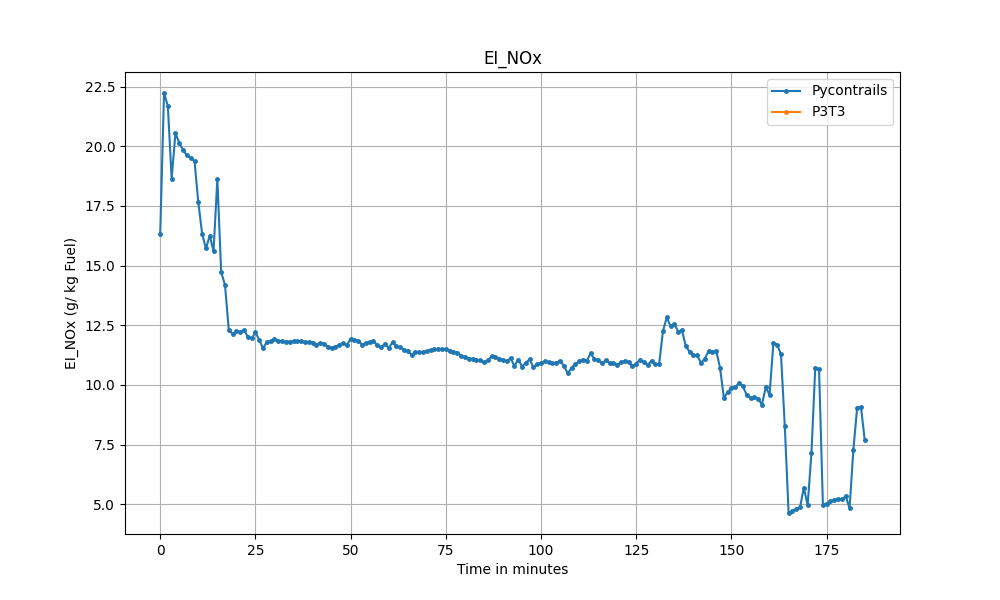 EI_NOx
Pycontrails
P3T3
EI_NOx (g/ kg Fuel)
22.5
20.0
17.5
15.0
12.5
10.0
7.5
5.0
0 25 50 75 100 125 150 175
Time in minutes